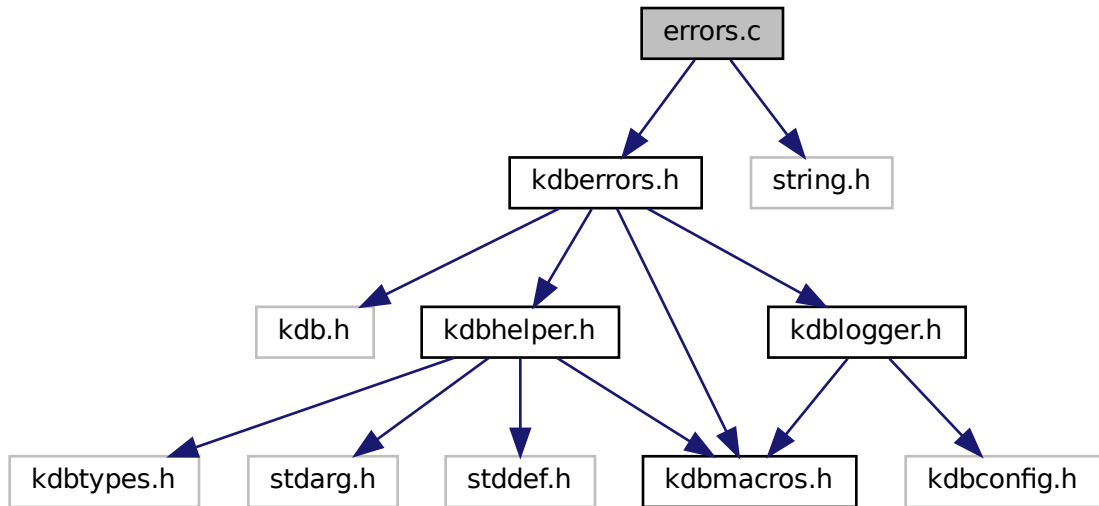 errors.c
kdberrors.h
string.h
kdb.h
kdbhelper.h
kdblogger.h
kdbtypes.h
stdarg.h
stddef.h
kdbmacros.h
kdbconfig.h